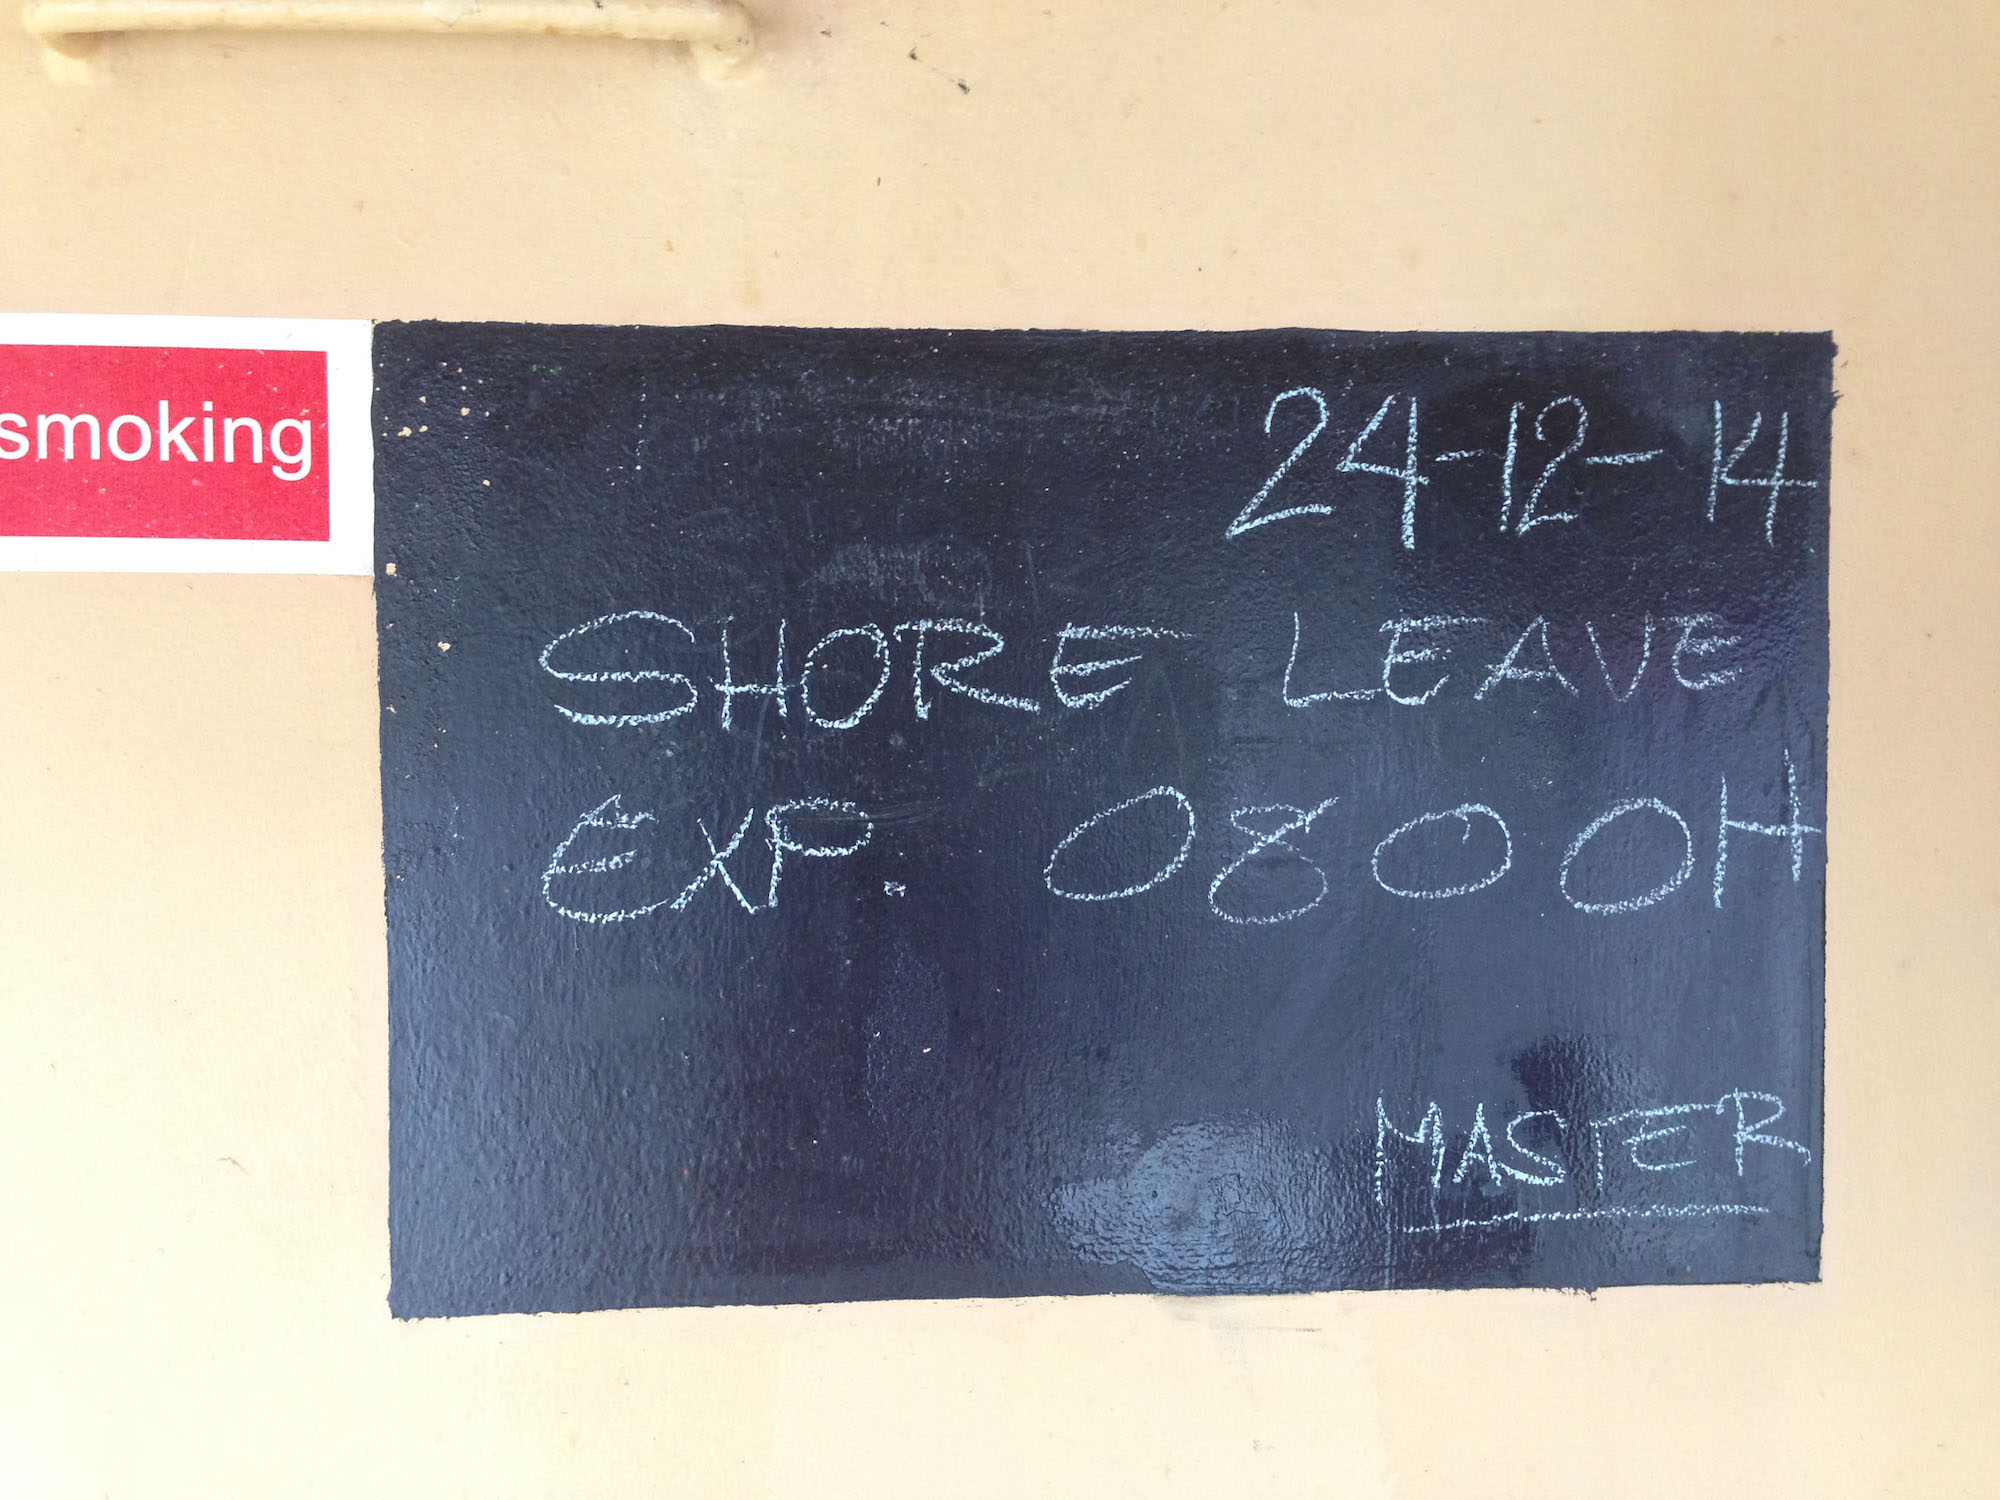 smoking
24-12-14
SHORE LEAVE
EXP. 0800H
MASTER